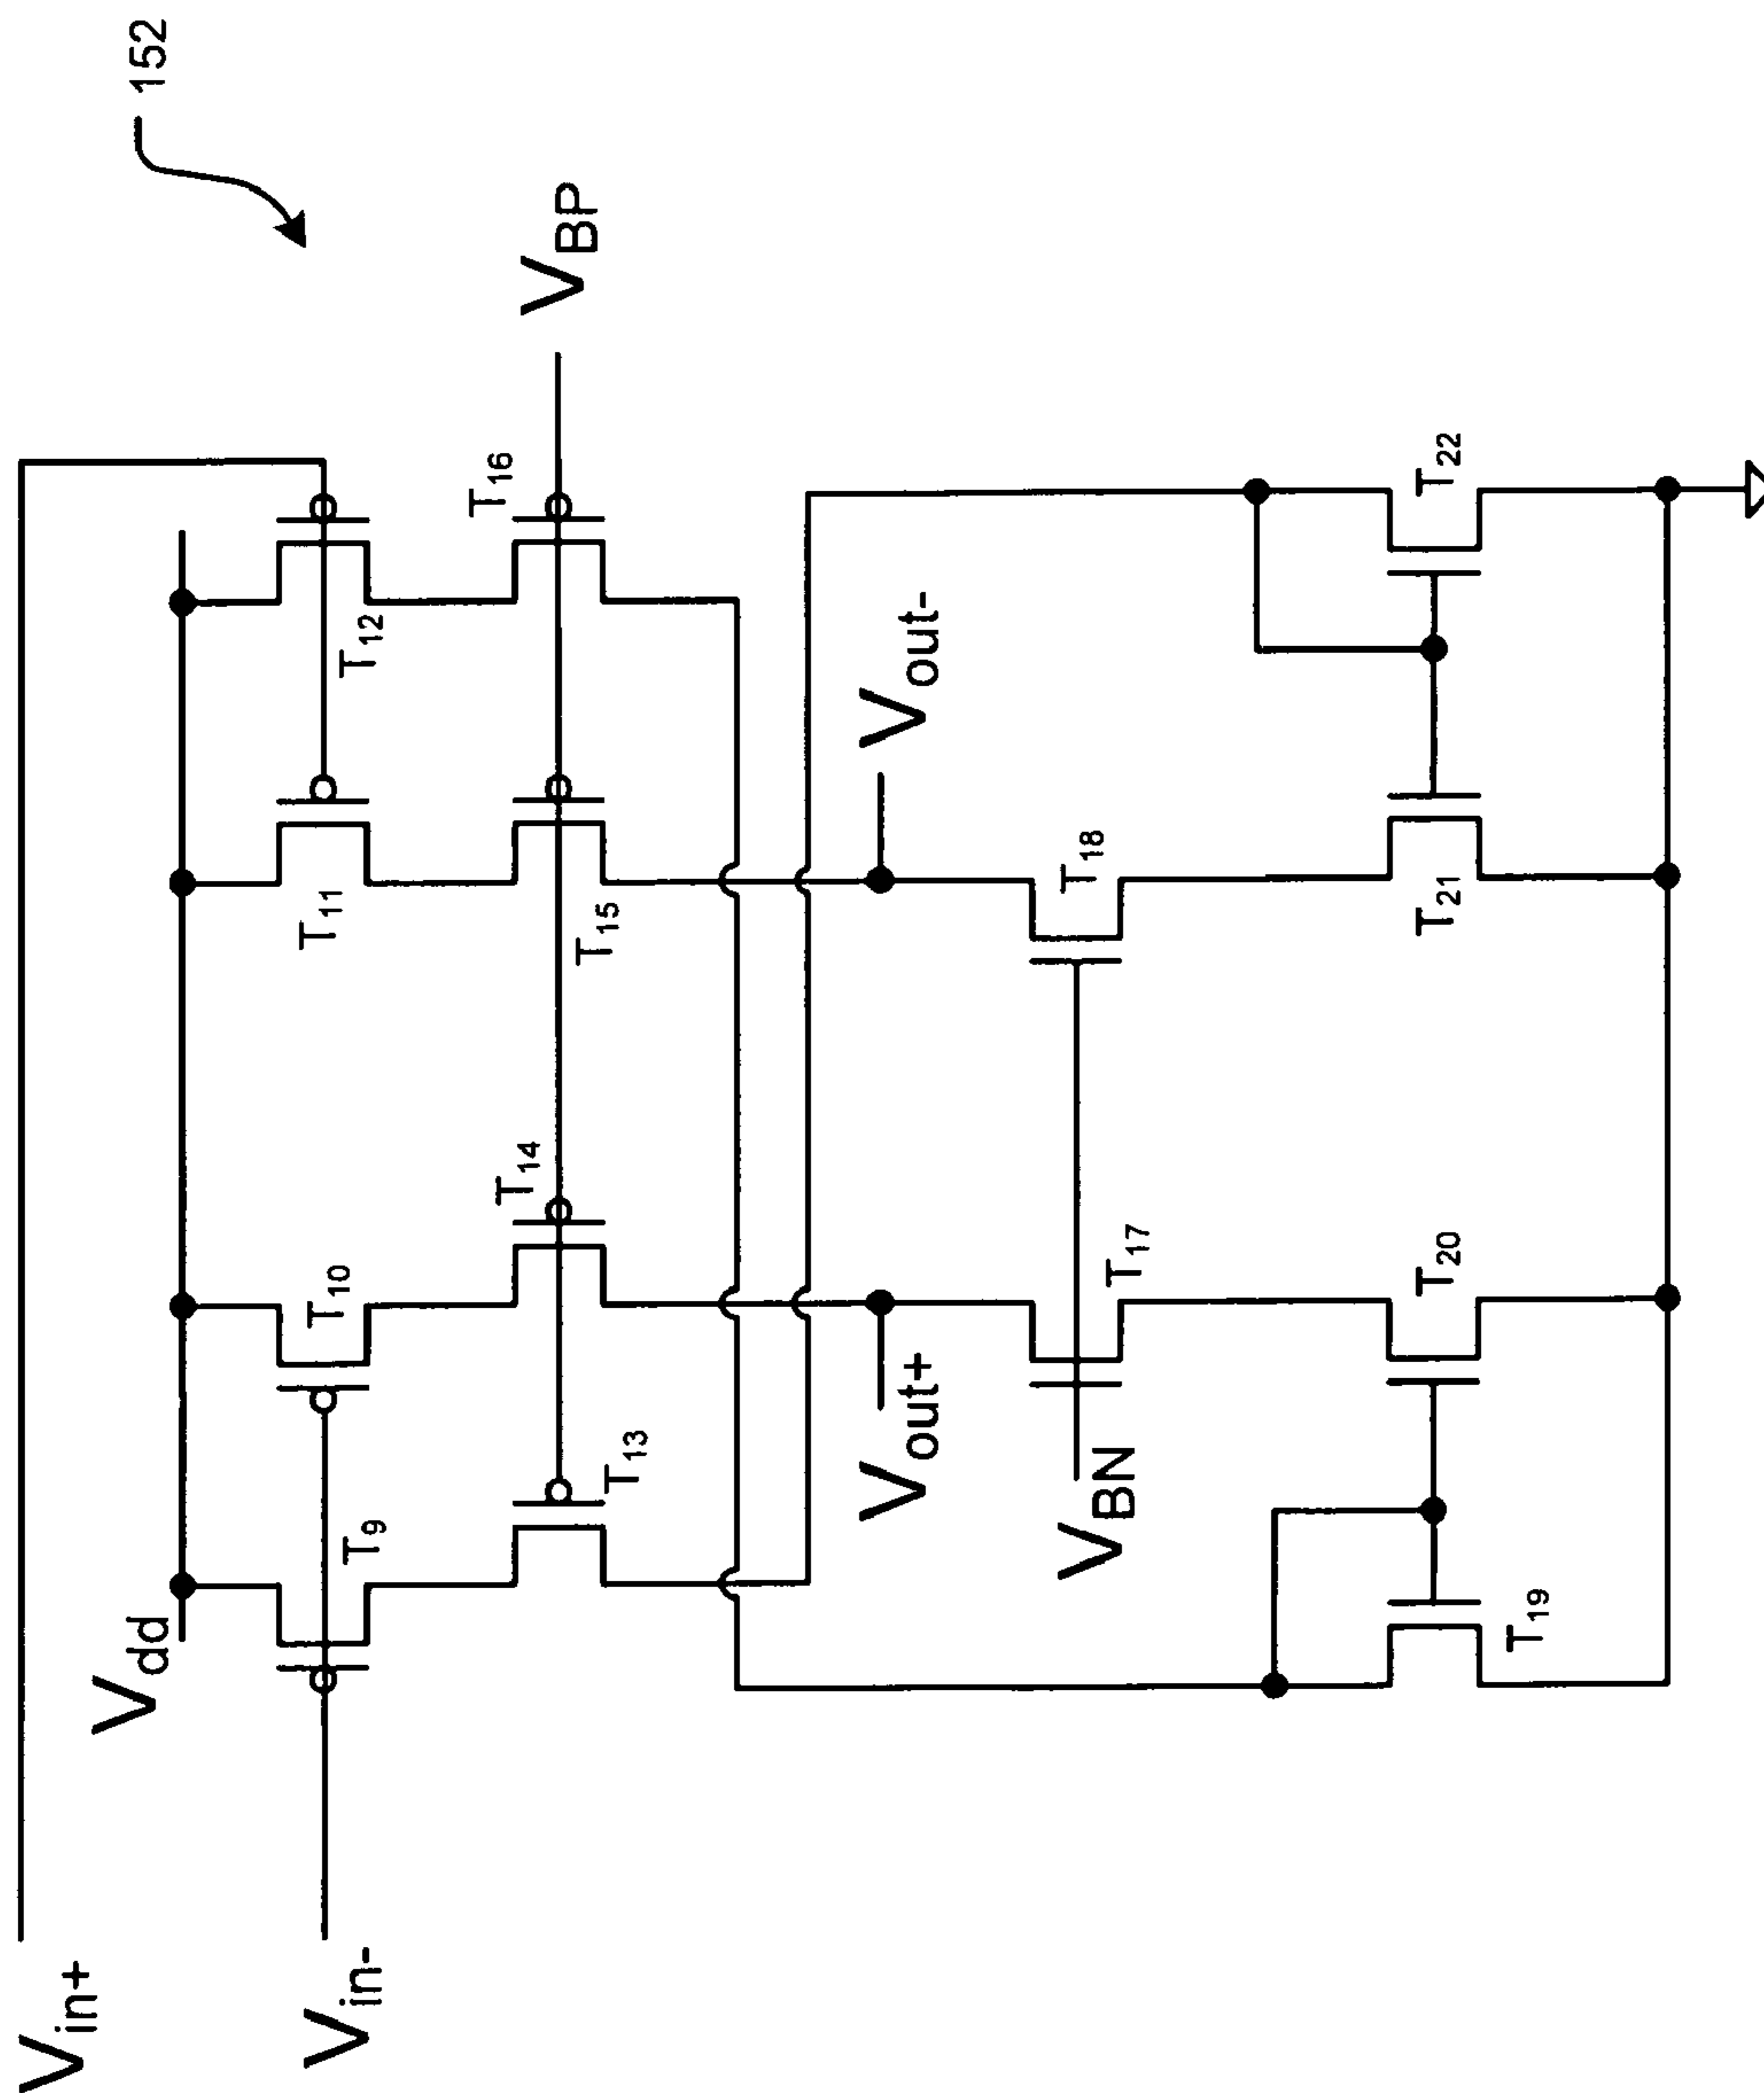 152
V_in+
V_in-
V_dd
T_9
T_10
T_11
T_12
T_13
T_14
T_15
T_16
V_BP
V_out+
V_out-
V_BN
T_17
T_18
T_19
T_20
T_21
T_22